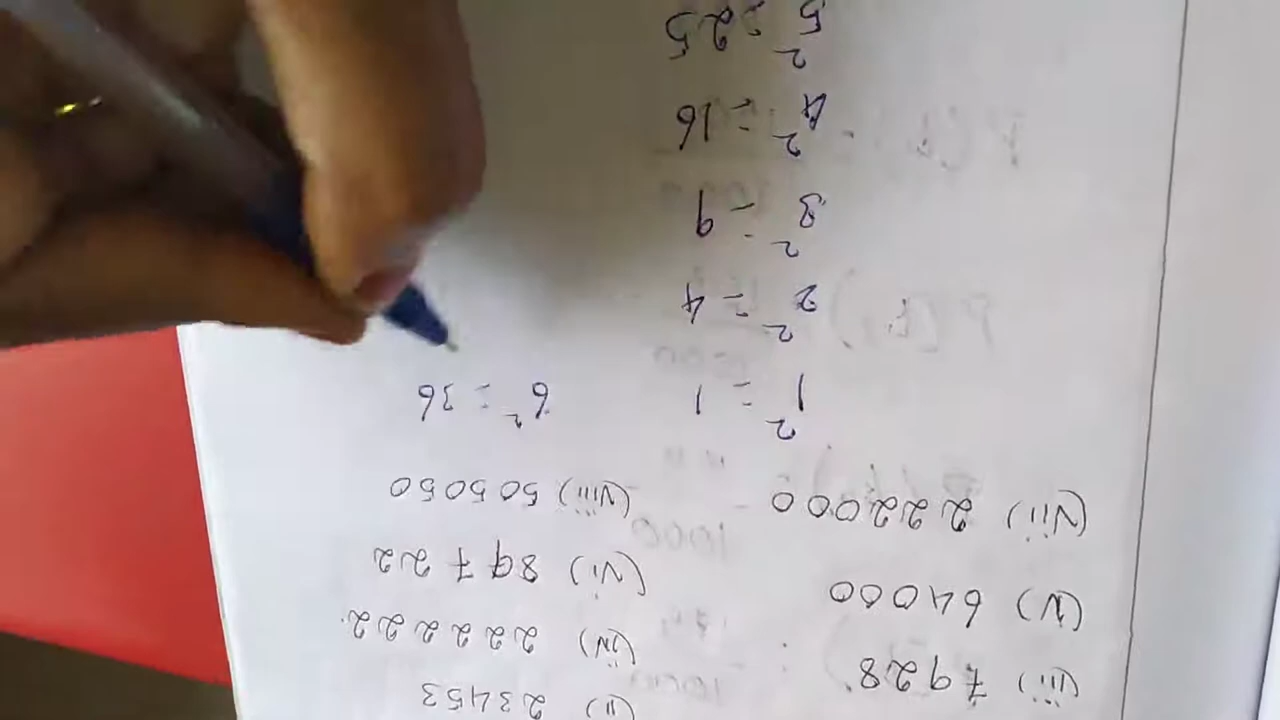 (ii) 23453
(iii) 7928 (iv) 222222
(v) 64000 (vi) 89722
(vii) 222000 (viii) 505050
1² = 1 6² = 36
2² = 4
3² = 9
4² = 16
5² = 25